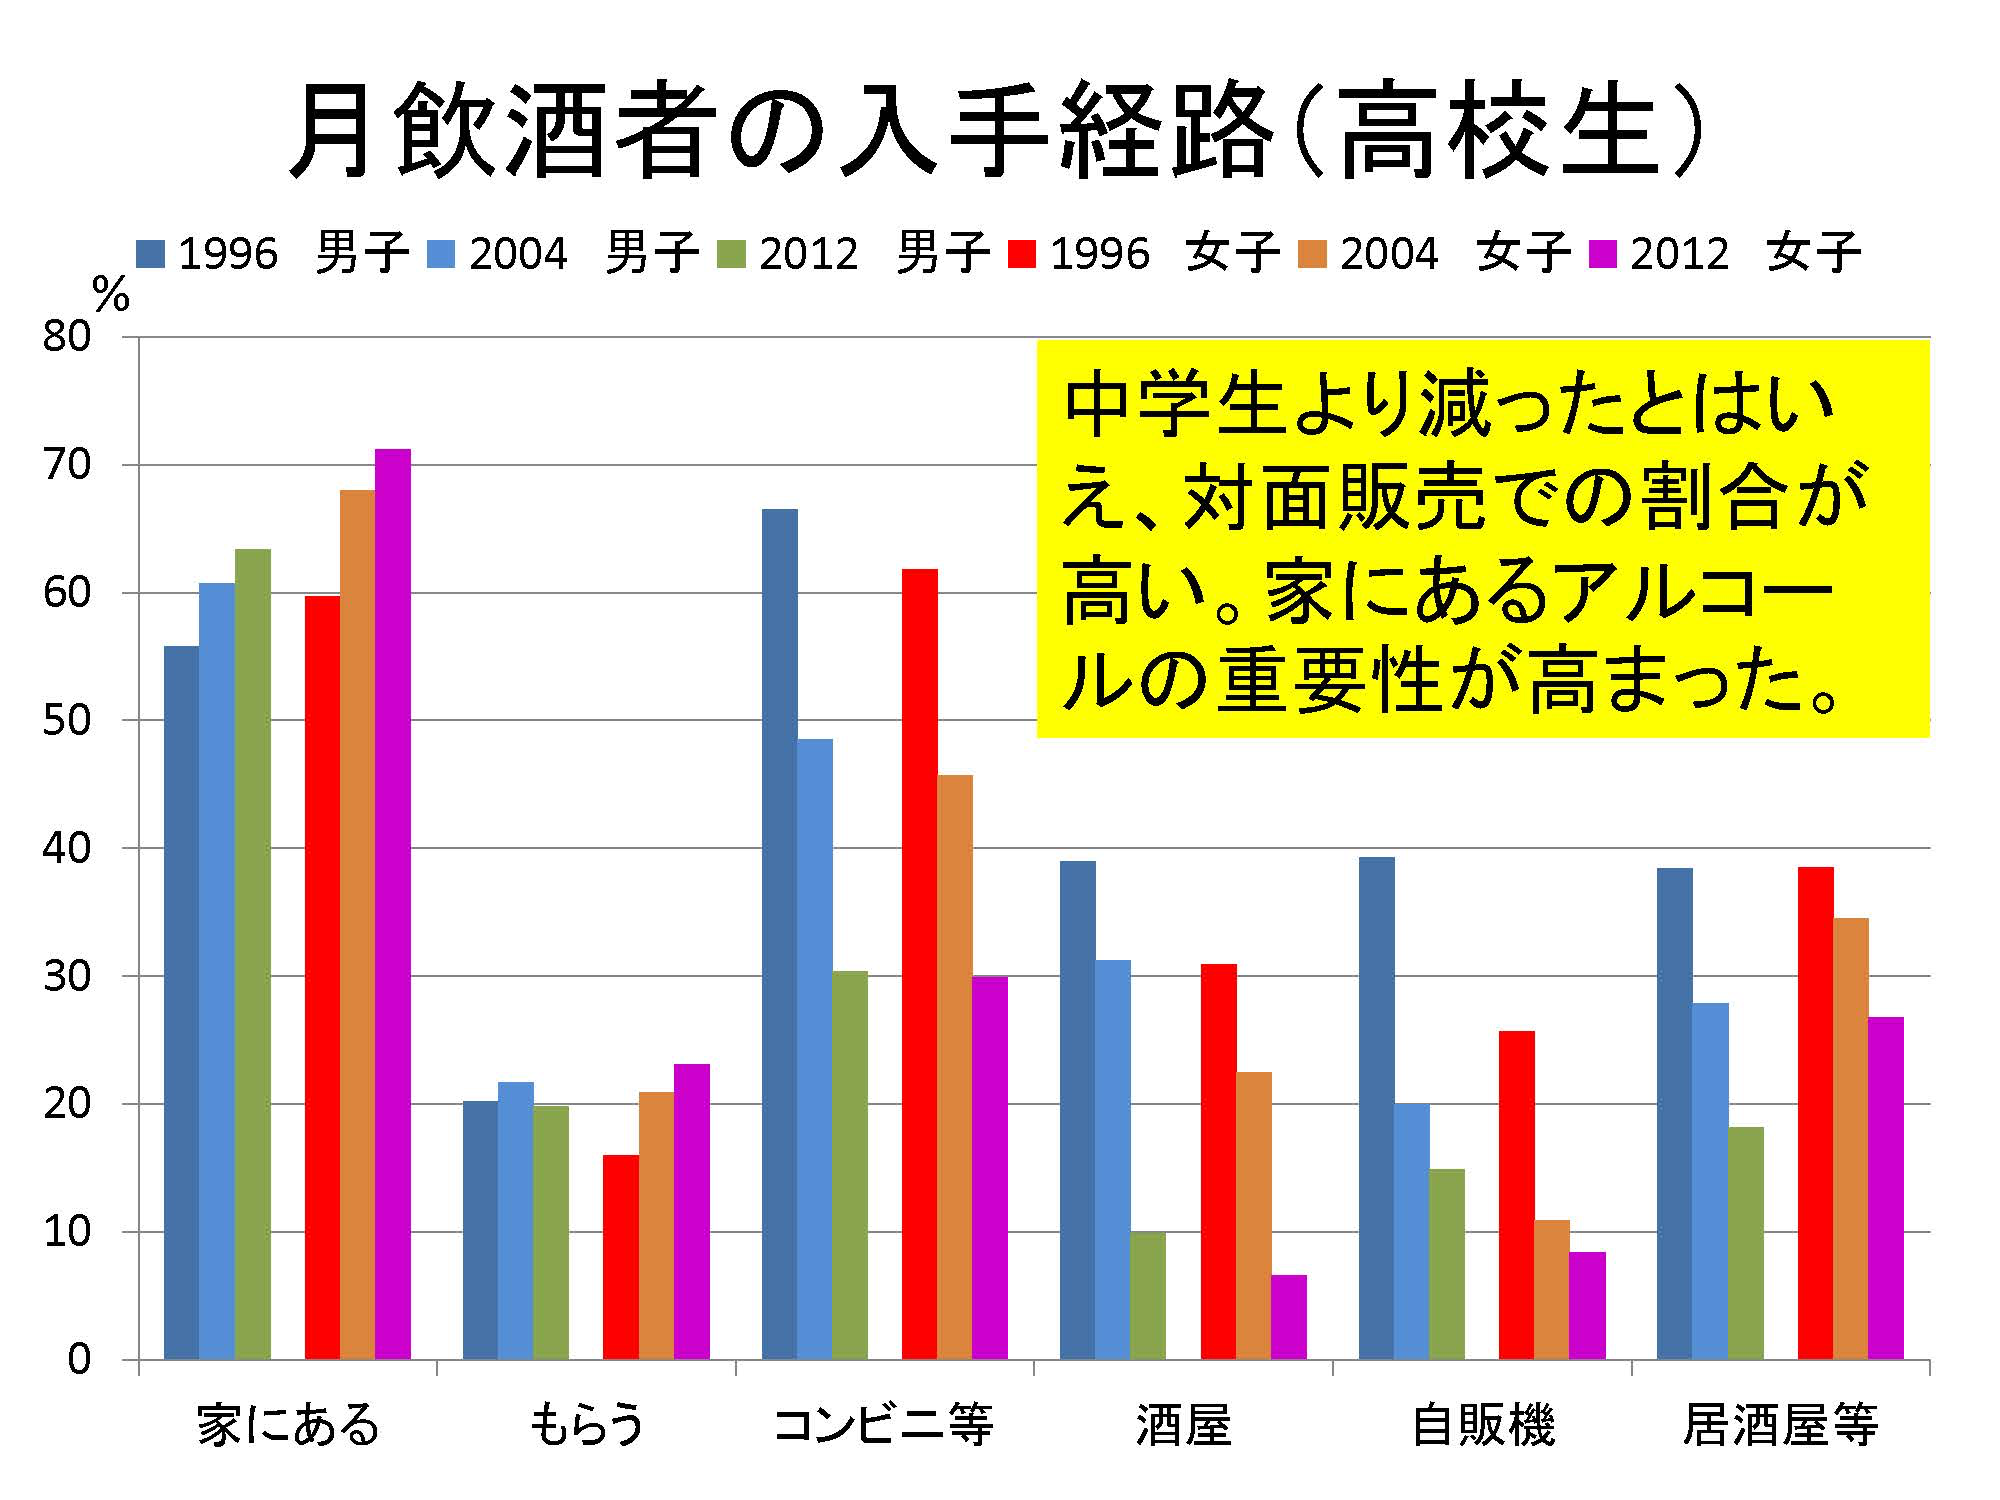 月飲酒者の入手経路（高校生）
1996 男子 2004 男子 2012 男子 1996 女子 2004 女子 2012 女子
%
80
70
60
50
40
30
20
10
0
中学生より減ったとはい
え、対面販売での割合が
高い。家にあるアルコー
ルの重要性が高まった。
家にある もらう コンビニ等 酒屋 自販機 居酒屋等